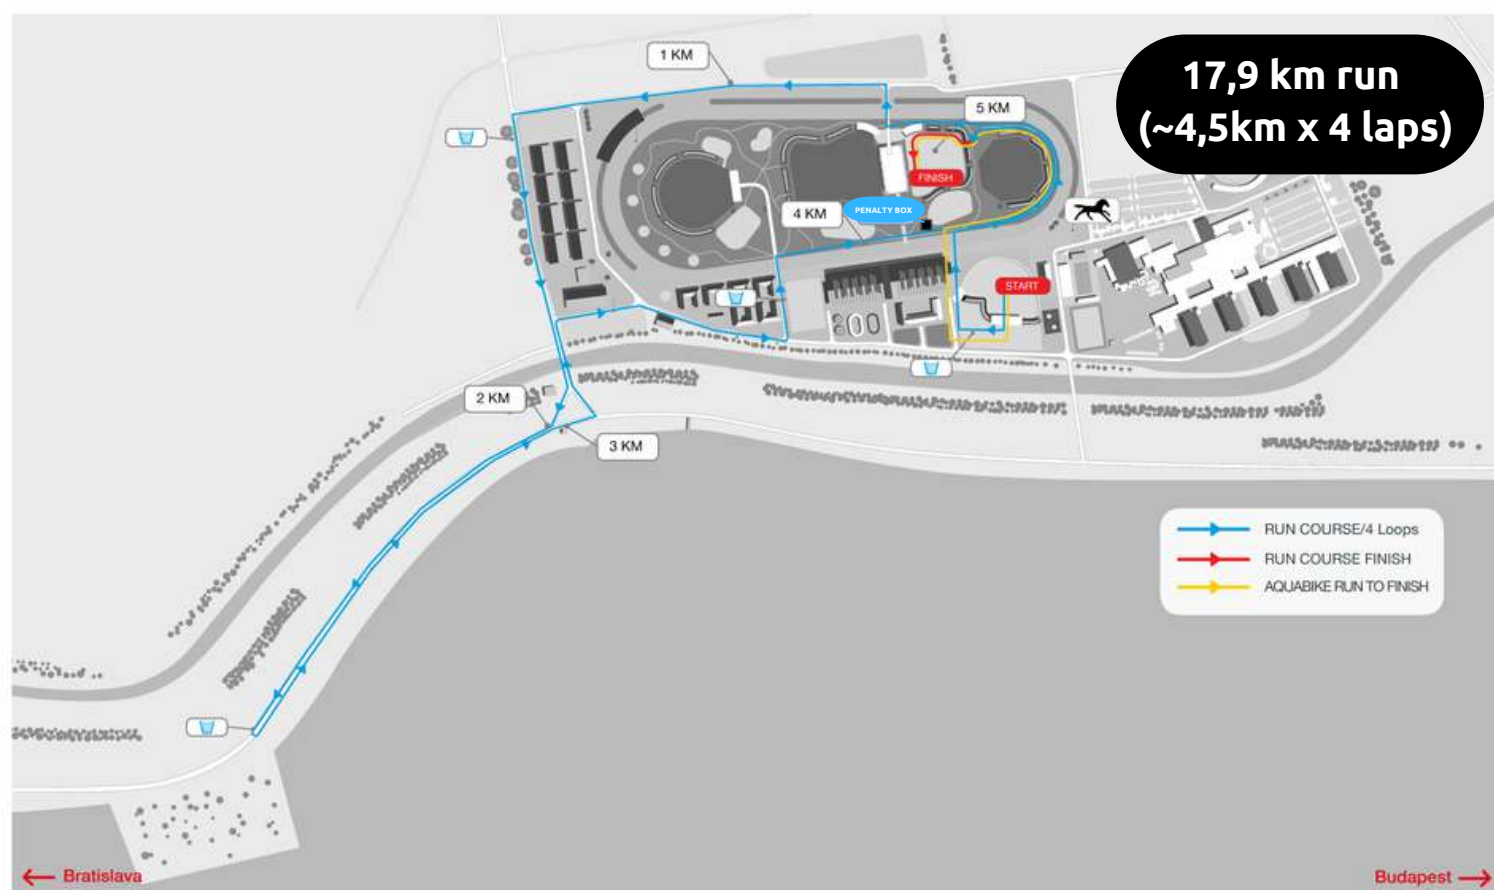 17,9 km run
(~4,5km x 4 laps)
1 KM
5 KM
FINISH
PENALTY BOX
4 KM
START
2 KM
3 KM
RUN COURSE/4 Loops
RUN COURSE FINISH
AQUABIKE RUN TO FINISH
Bratislava
Budapest